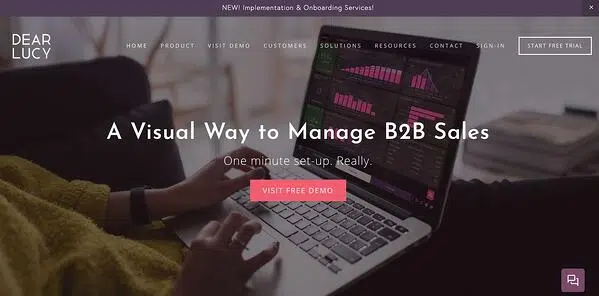 NEW! Implementation & Onboarding Services!
×
DEAR
LUCY
HOME PRODUCT VISIT DEMO CUSTOMERS SOLUTIONS RESOURCES CONTACT SIGN-IN START FREE TRIAL
A Visual Way to Manage B2B Sales
One minute set-up. Really.
VISIT FREE DEMO